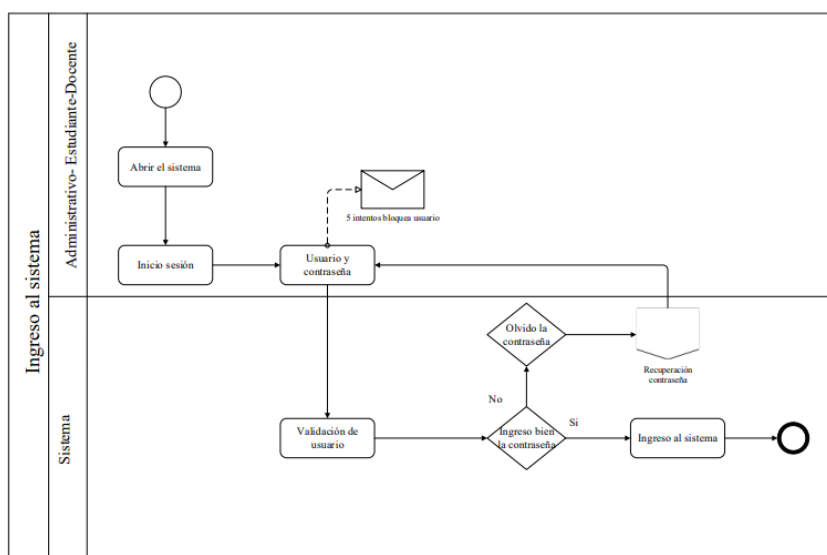 Ingreso al sistema
Administrativo- Estudiante-Docente
Abrir el sistema
5 intentos bloquea usuario
Inicio sesión
Usuario y
contraseña
Sistema
Olvido la
contraseña
Recuperación
contraseña
No
Validación de
usuario
Ingreso bien
la contraseña
Si
Ingreso al sistema